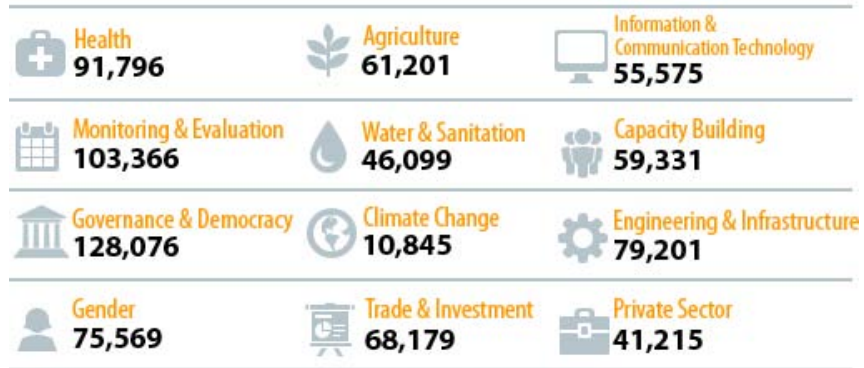 Health
91,796
Agriculture
61,201
Information &
Communication Technology
55,575
Monitoring & Evaluation
103,366
Water & Sanitation
46,099
Capacity Building
59,331
Governance & Democracy
128,076
Climate Change
10,845
Engineering & Infrastructure
79,201
Gender
75,569
Trade & Investment
68,179
Private Sector
41,215